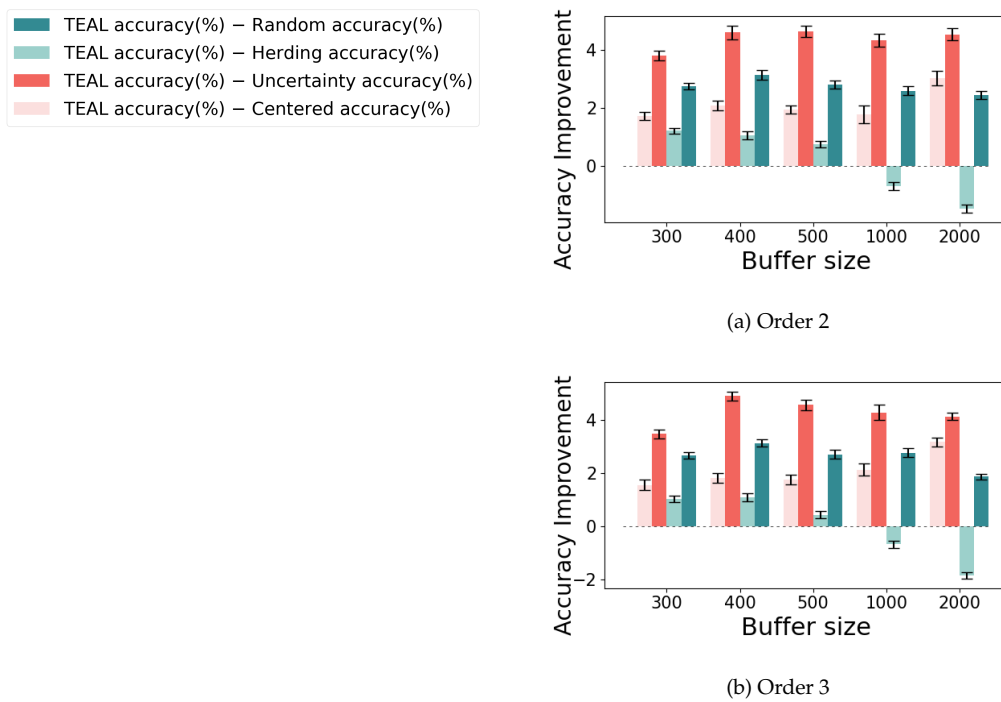 TEAL accuracy(%) − Random accuracy(%)
TEAL accuracy(%) − Herding accuracy(%)
TEAL accuracy(%) − Uncertainty accuracy(%)
TEAL accuracy(%) − Centered accuracy(%)
Accuracy Improvement
4
2
0
300 400 500 1000 2000
Buffer size
(a) Order 2
Accuracy Improvement
4
2
0
−2
300 400 500 1000 2000
Buffer size
(b) Order 3